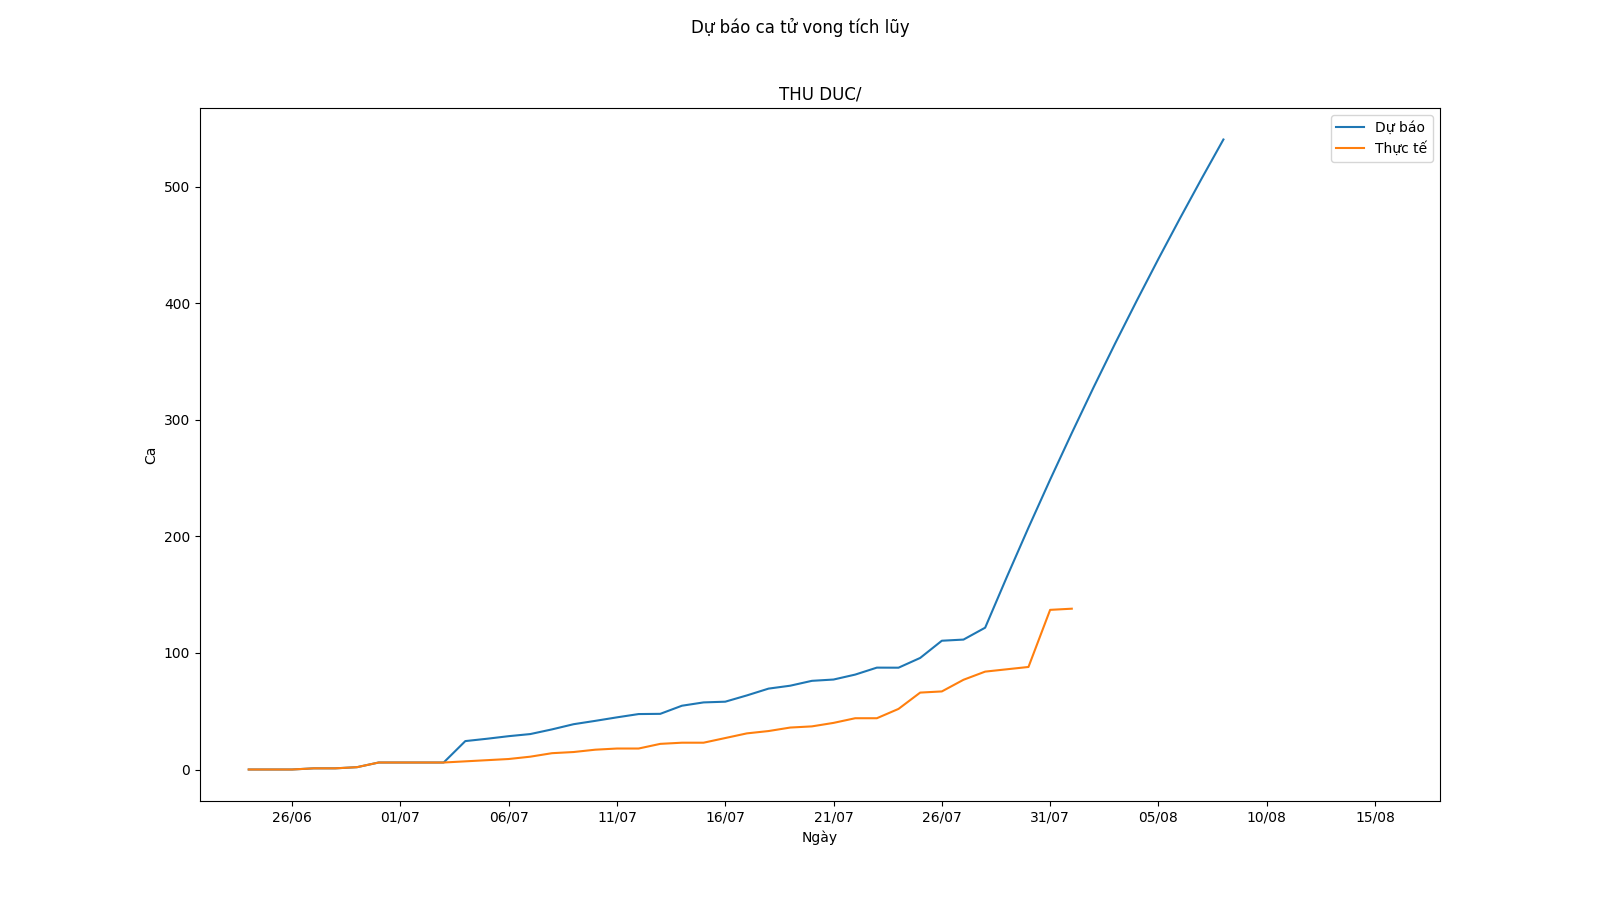 Dự báo ca tử vong tích lũy
THU DUC/
Dự báo
Thực tế
500
400
300
200
100
0
Ca
26/06 01/07 06/07 11/07 16/07 21/07 26/07 31/07 05/08 10/08 15/08
Ngày